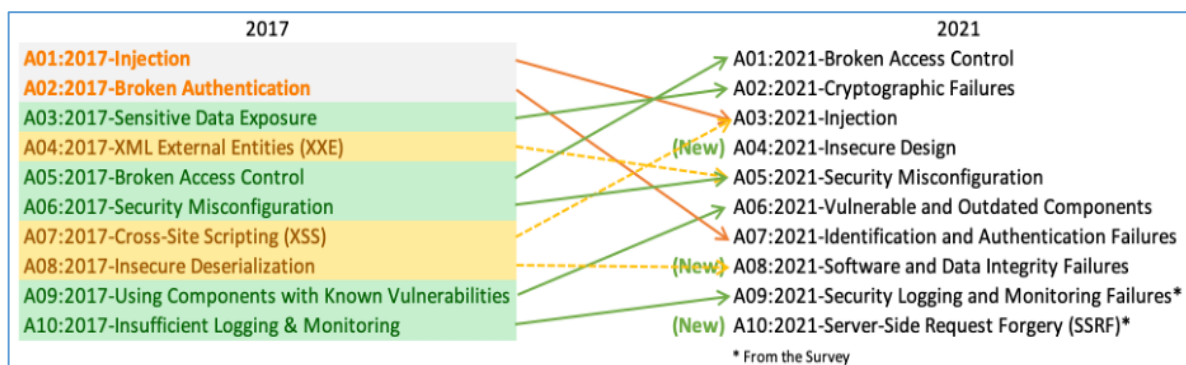 2017
A01:2017-Injection
A02:2017-Broken Authentication
A03:2017-Sensitive Data Exposure
A04:2017-XML External Entities (XXE)
A05:2017-Broken Access Control
A06:2017-Security Misconfiguration
A07:2017-Cross-Site Scripting (XSS)
A08:2017-Insecure Deserialization
A09:2017-Using Components with Known Vulnerabilities
A10:2017-Insufficient Logging & Monitoring
2021
A01:2021-Broken Access Control
A02:2021-Cryptographic Failures
A03:2021-Injection
(New) A04:2021-Insecure Design
A05:2021-Security Misconfiguration
A06:2021-Vulnerable and Outdated Components
A07:2021-Identification and Authentication Failures
(New) A08:2021-Software and Data Integrity Failures
A09:2021-Security Logging and Monitoring Failures*
(New) A10:2021-Server-Side Request Forgery (SSRF)*
* From the Survey